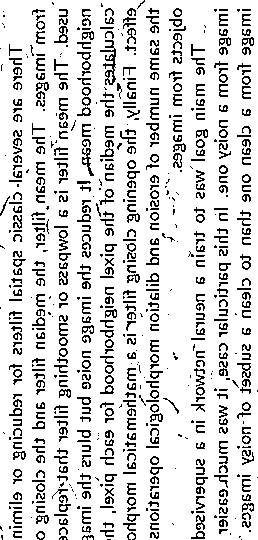 There are several classic spatial filters for reducing or elimin
from images. The mean filter, the median filter and the closing o
used. The mean filter is a lowpass or smoothing filter that replace
neighborhood mean. It reduces the image noise but blurs the imag
calculates the median of the pixel neighborhood for each pixel, th
effect. Finally, the opening closing filter is a mathematical morpho
the same number of erosion and dilation morphological operations
objects from images.
The main goal was to train a neural network in a supervised
image from a noisy one. In this particular case, it was much easier
image from a clean one than to clean a subset of noisy images.